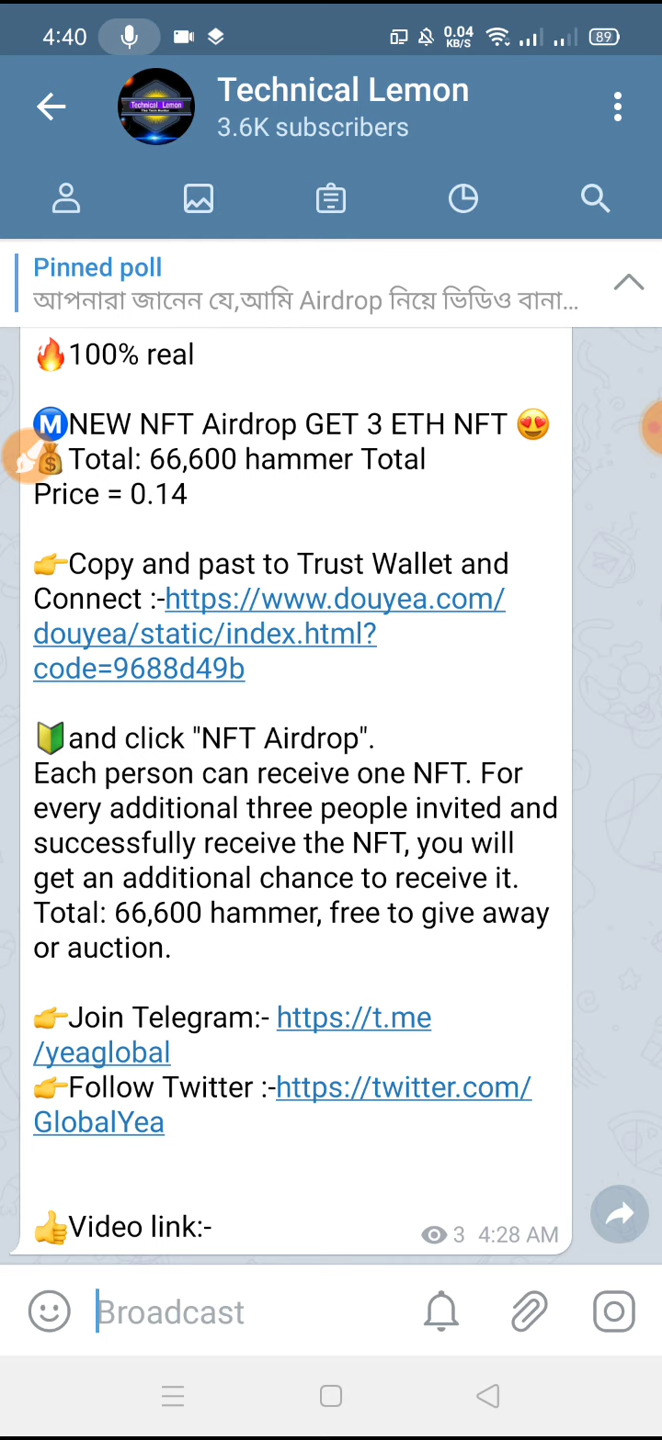 4:40
0.04
KB/S
89
Technical Lemon
3.6K subscribers
Technical Lemon
Pinned poll
আপনারা জানেন যে,আমি Airdrop নিয়ে ভিডিও বানা...
🔥100% real
Ⓜ️NEW NFT Airdrop GET 3 ETH NFT 😍
💰Total: 66,600 hammer Total
Price = 0.14
👉Copy and past to Trust Wallet and
Connect :-https://www.douyea.com/
douyea/static/index.html?
code=9688d49b
🔰and click "NFT Airdrop".
Each person can receive one NFT. For
every additional three people invited and
successfully receive the NFT, you will
get an additional chance to receive it.
Total: 66,600 hammer, free to give away
or auction.
👉Join Telegram:- https://t.me
/yeaglobal
👉Follow Twitter :-https://twitter.com/
GlobalYea
👍Video link:-
3 4:28 AM
Broadcast